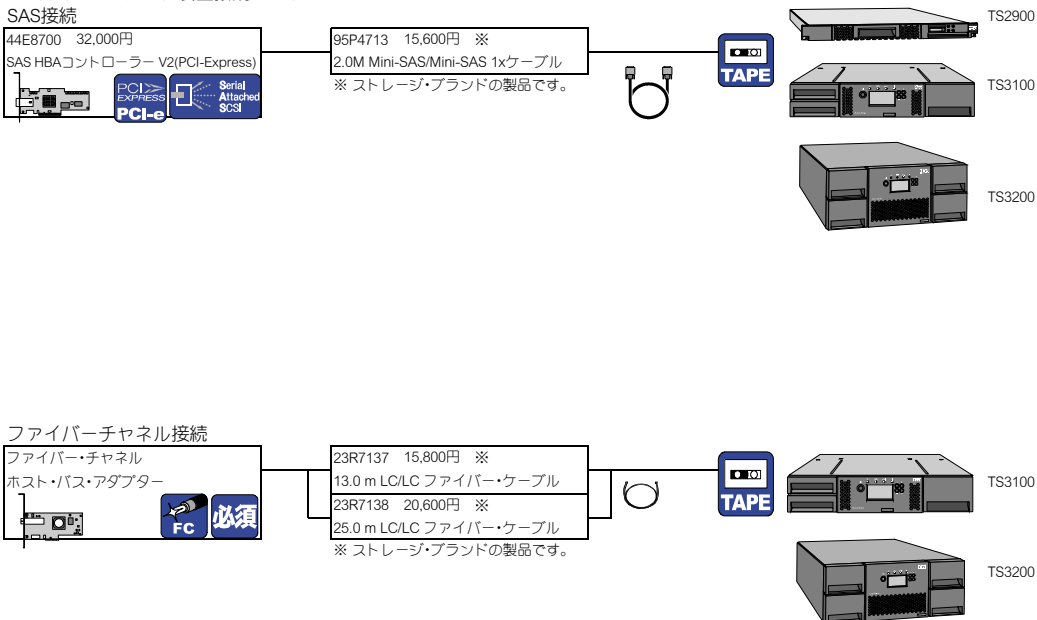 SAS接続
44E8700 32,000円
SAS HBAコントローラー V2(PCI-Express)
PCI
EXPRESS
PCI-e
Serial
Attached
SCSI
95P4713 15,600円 ※
2.0M Mini-SAS/Mini-SAS 1xケーブル
※ ストレージ・ブランドの製品です。
TAPE
TS2900
TS3100
TS3200
ファイバーチャネル接続
ファイバー・チャネル
ホスト・バス・アダプター
FC
必須
23R7137 15,800円 ※
13.0 m LC/LC ファイバー・ケーブル
23R7138 20,600円 ※
25.0 m LC/LC ファイバー・ケーブル
※ ストレージ・ブランドの製品です。
TAPE
TS3100
TS3200